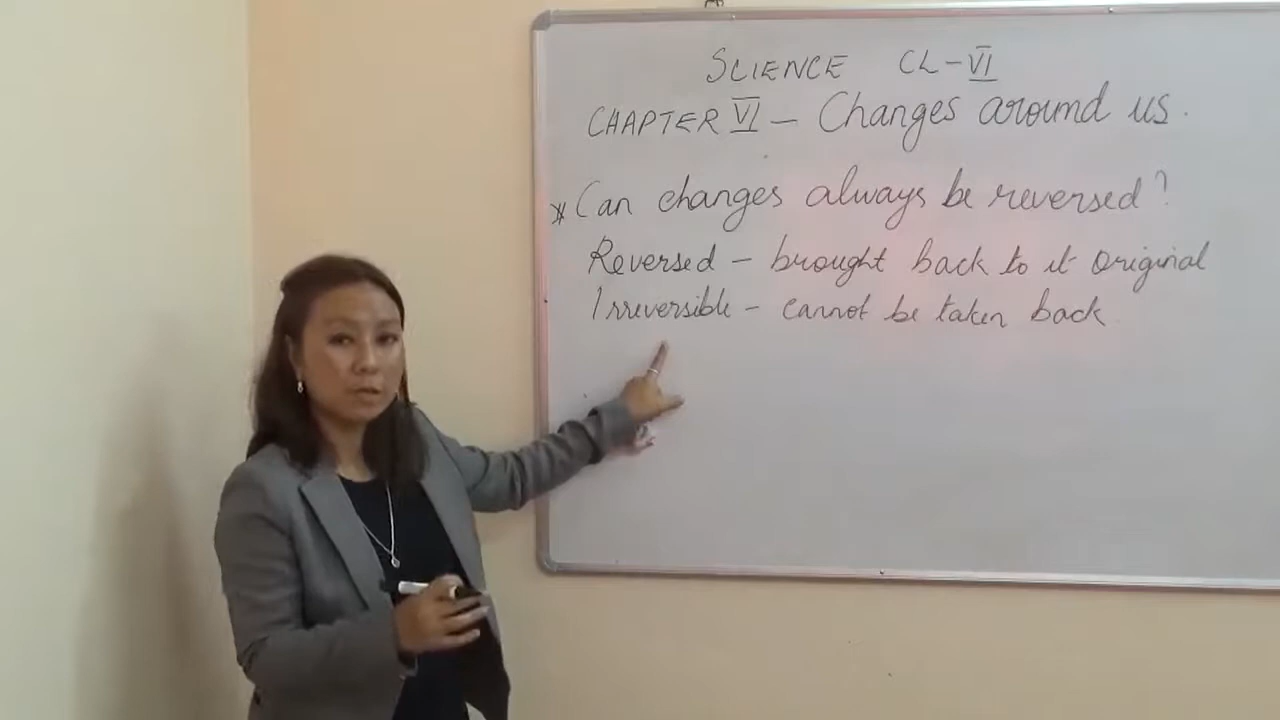 SCIENCE CL-VI
CHAPTER VI - Changes around us.
* Can changes always be reversed?
Reversed - brought back to it original
Irreversible - cannot be taken back